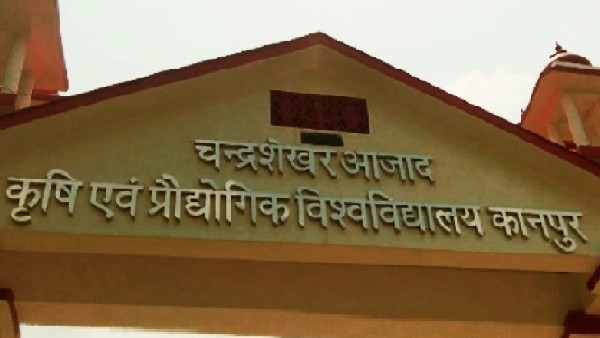 चन्द्रशेखर आजाद
कृषि एवं प्रौद्योगिक विश्वविद्यालय कानपुर